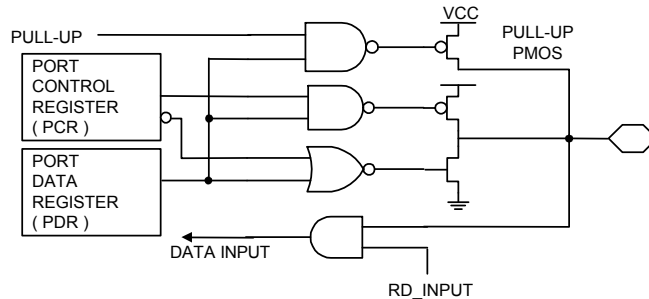 VCC
PULL-UP
PULL-UP
PMOS
PORT
CONTROL
REGISTER
( PCR )
PORT
DATA
REGISTER
( PDR )
DATA INPUT
RD_INPUT